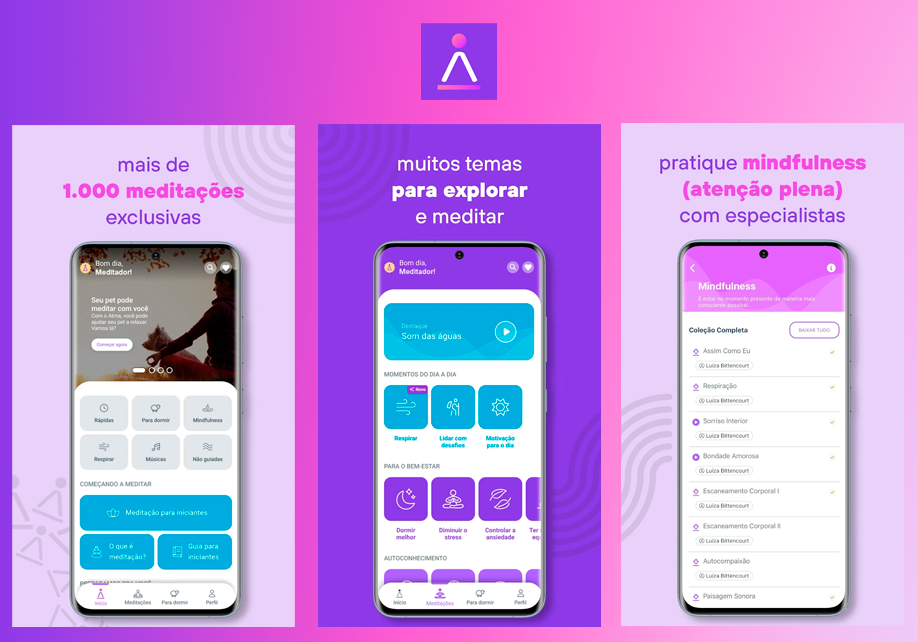 mais de
1.000 meditações
exclusivas
Bom dia,
Meditador!
Seu pet pode
meditar com você
Com o Atma, você pode
ajudar seu pet a relaxar.
Vamos lá?
Começar agora
Rápidas
Para dormir
Mindfulness
Respirar
Músicas
Não guiadas
COMEÇANDO A MEDITAR
Meditação para iniciantes
O que é
meditação?
Guia para
iniciantes
Início
Meditações
Para dormir
Perfil
muitos temas
para explorar
e meditar
Bom dia,
Meditador!
Destaque
Som das águas
MOMENTOS DO DIA A DIA
Novo
Respirar
Lidar com
desafios
Motivação
para o dia
PARA O BEM-ESTAR
Dormir
melhor
Diminuir o
stress
Controlar a
ansiedade
Ter
eq
AUTOCONHECIMENTO
Início
Meditações
Para dormir
Perfil
pratique mindfulness
(atenção plena)
com especialistas
Mindfulness
É estar no momento presente da maneira mais
consciente possível.
Coleção Completa
BAIXAR TUDO
Assim Como Eu
Luiza Bittencourt
Respiração
Luiza Bittencourt
Sorriso Interior
Luiza Bittencourt
Bondade Amorosa
Luiza Bittencourt
Escaneamento Corporal I
Luiza Bittencourt
Escaneamento Corporal II
Luiza Bittencourt
Autocompaixão
Luiza Bittencourt
Paisagem Sonora